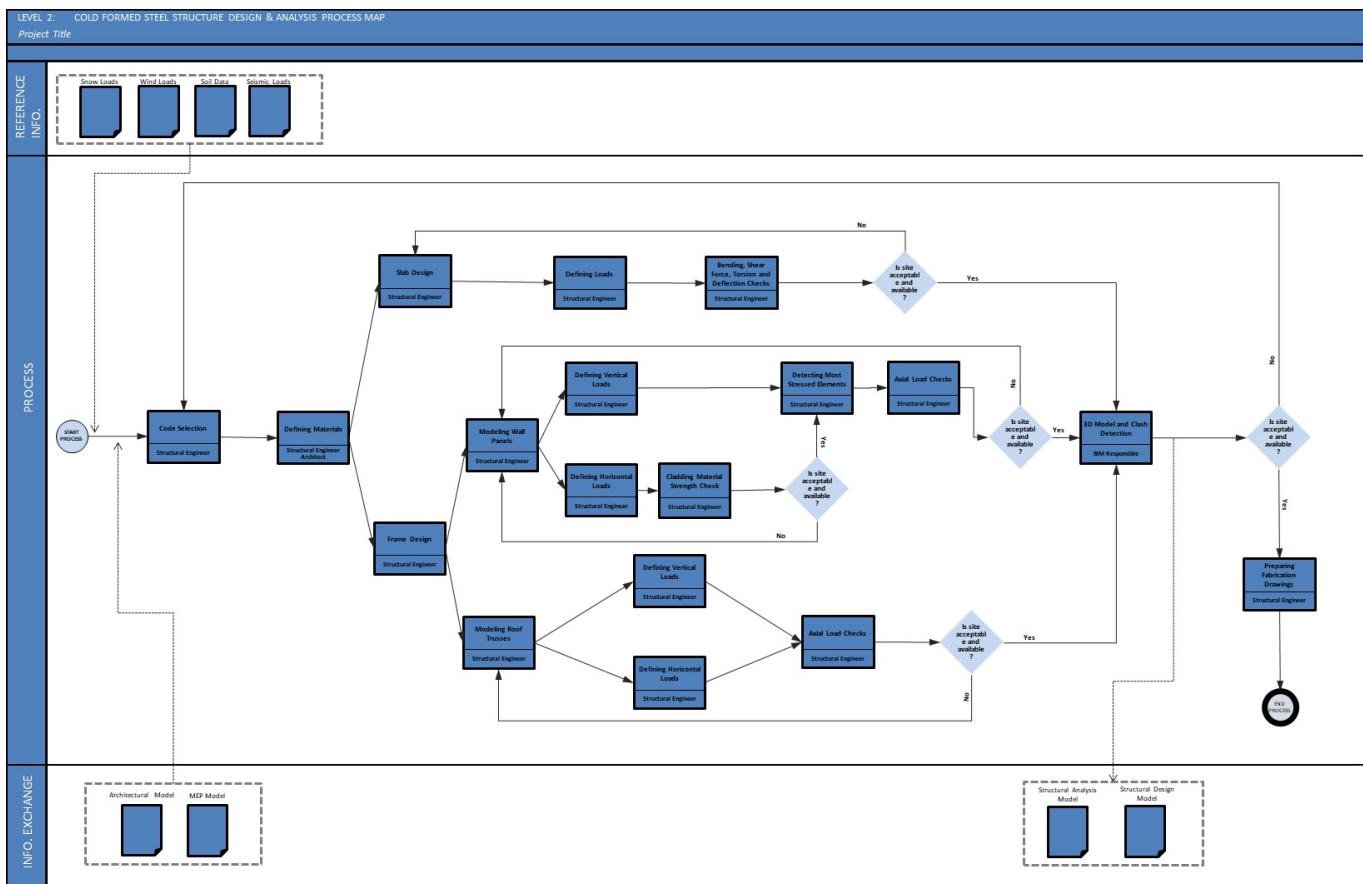 LEVEL 2: COLD FORMED STEEL STRUCTURE DESIGN & ANALYSIS PROCESS MAP
Project Title
REFERENCE
INFO.
Snow Loads
Wind Loads
Soil Data
Seismic Loads
PROCESS
START
PROCESS
Code Selection
Structural Engineer
Defining Materials
Structural Engineer
Architect
Slab Design
Structural Engineer
Defining Loads
Structural Engineer
Bending, Shear
Force, Torsion and
Deflection Checks
Structural Engineer
Is site
acceptabl
e and
available
?
No
Yes
Frame Design
Structural Engineer
Modeling Wall
Panels
Structural Engineer
Defining Vertical
Loads
Structural Engineer
Detecting Most
Stressed Elements
Structural Engineer
Axial Load Checks
Structural Engineer
Is site
acceptabl
e and
available
?
No
Yes
Defining Horizontal
Loads
Structural Engineer
Cladding Material
Strength Check
Structural Engineer
Is site
acceptabl
e and
available
?
Yes
No
Modeling Roof
Trusses
Structural Engineer
Defining Vertical
Loads
Structural Engineer
Defining Horizontal
Loads
Structural Engineer
Axial Load Checks
Structural Engineer
Is site
acceptabl
e and
available
?
Yes
No
3D Model and Clash
Detection
BIM Responsible
Is site
acceptabl
e and
available
?
No
Yes
Preparing
Fabrication
Drawings
Structural Engineer
END
PROCESS
INFO. EXCHANGE
Architectural Model
MEP Model
Structural Analysis
Model
Structural Design
Model